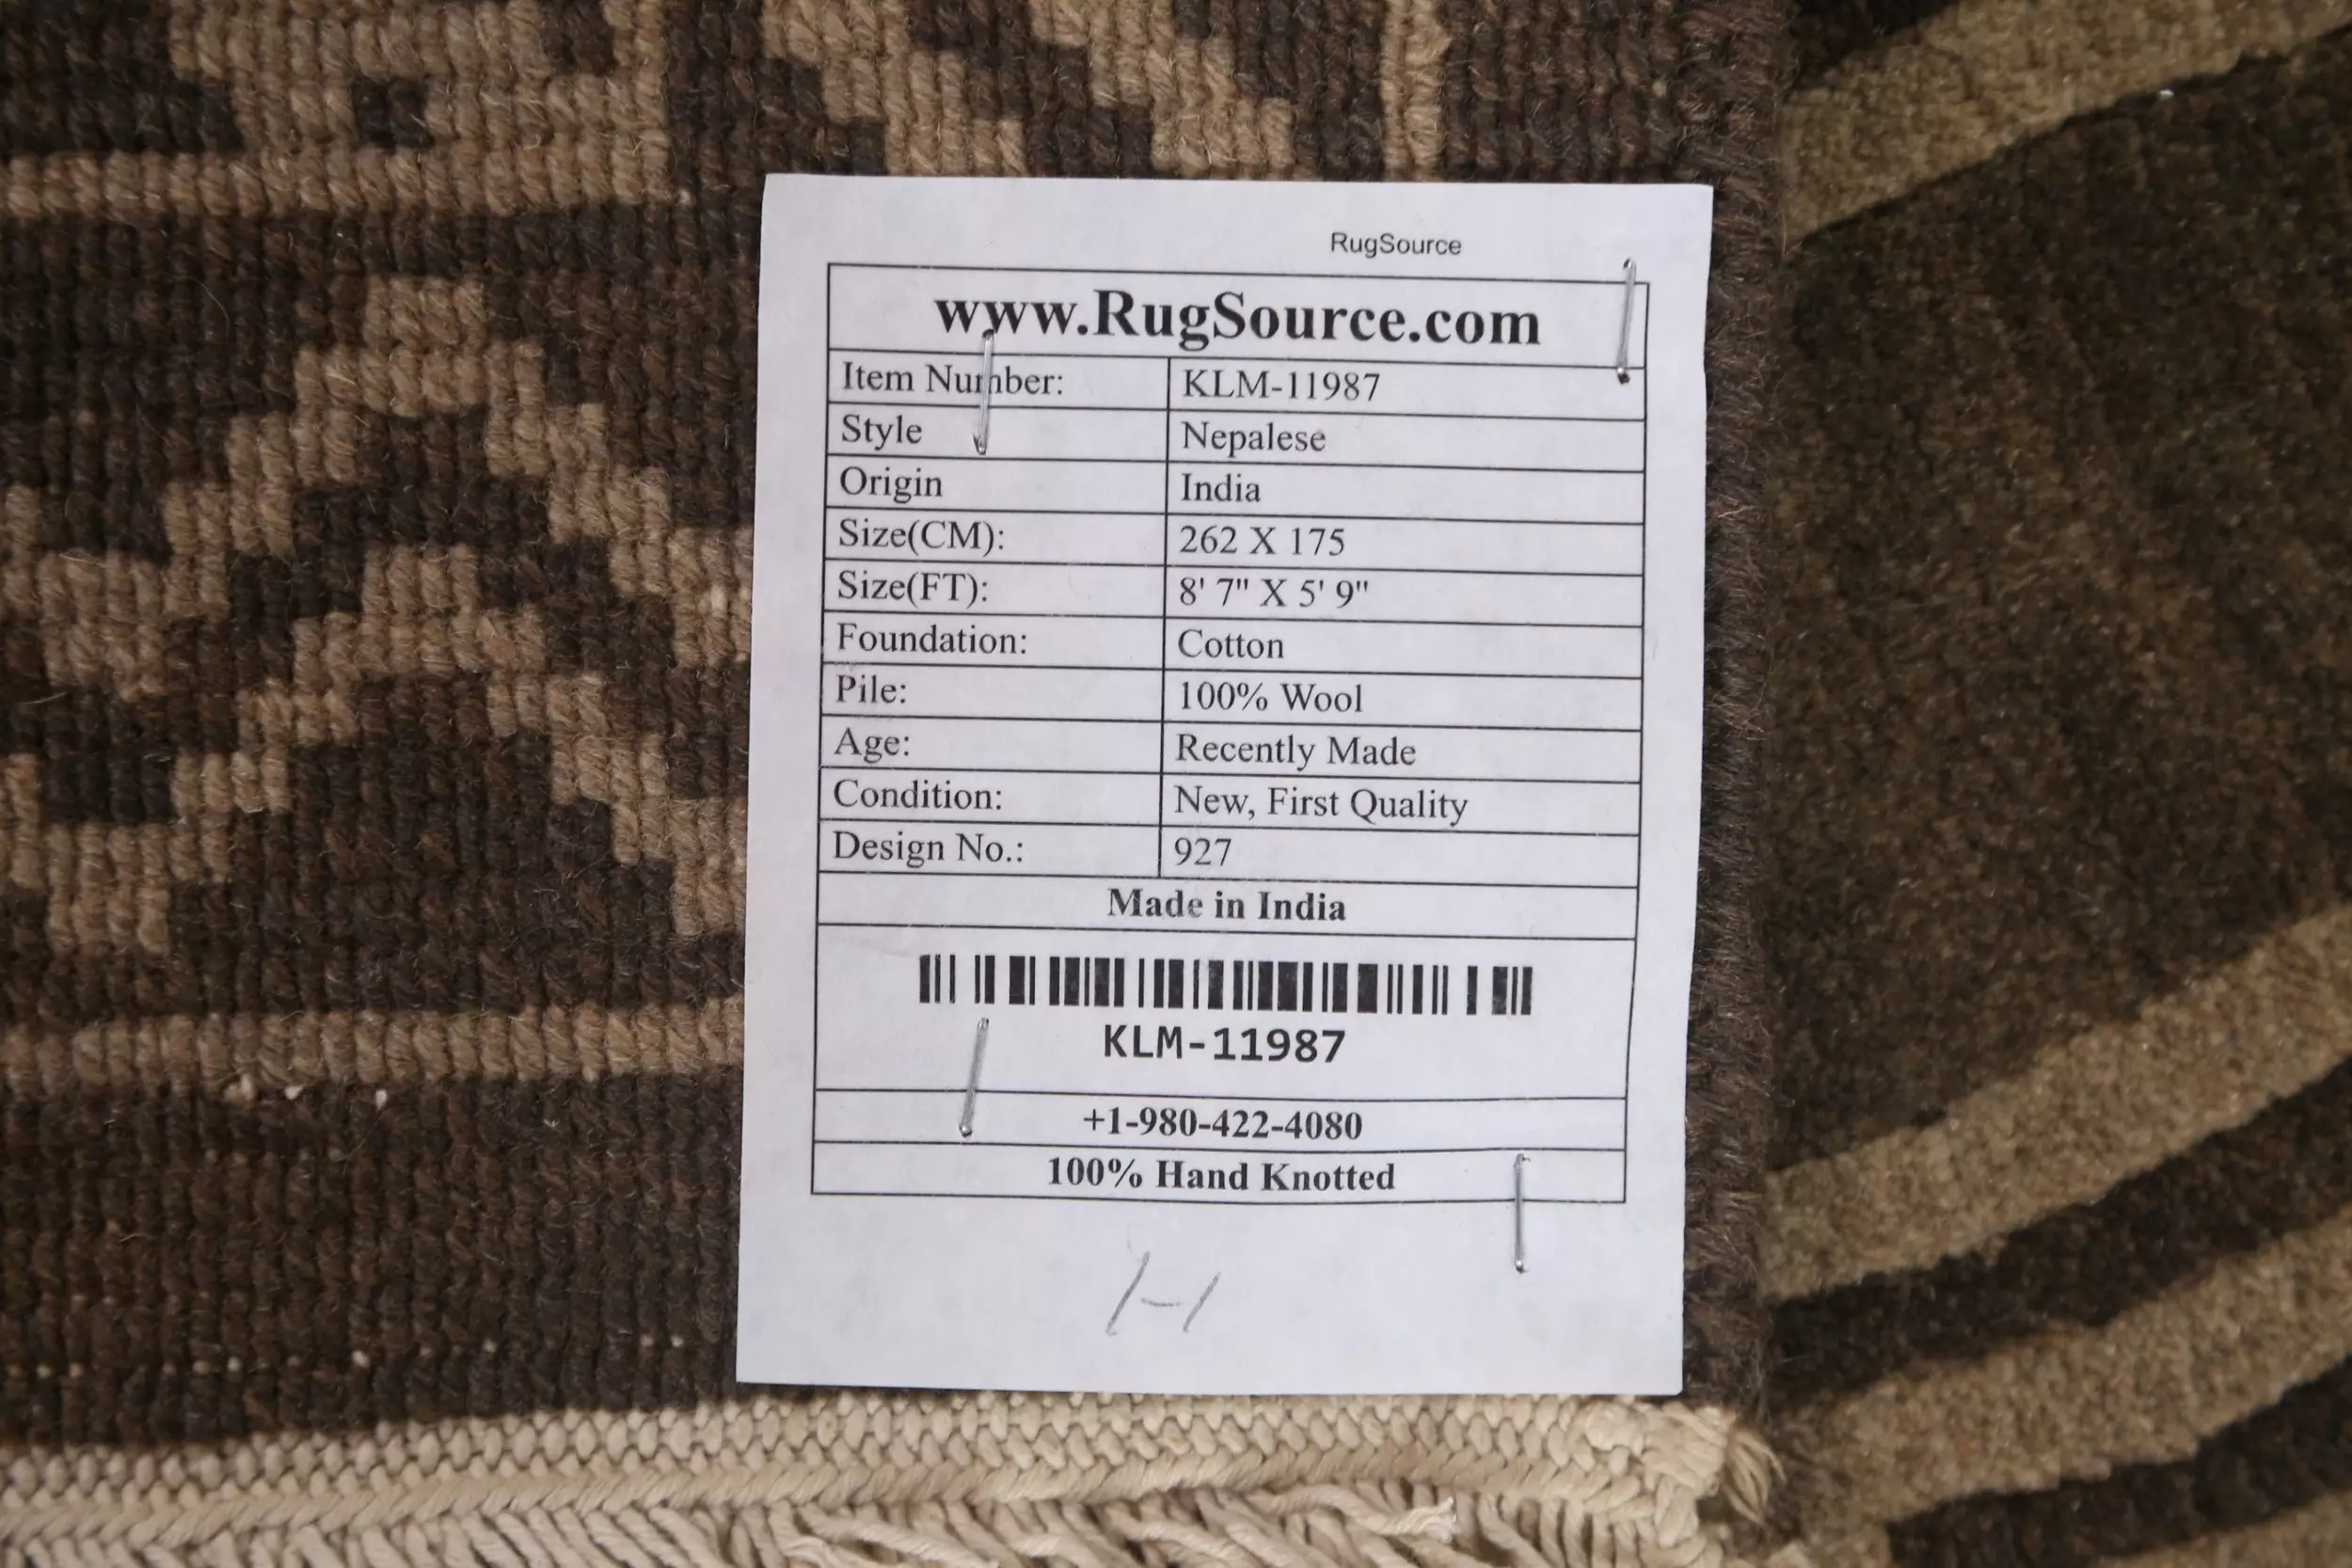 RugSource
www.RugSource.com
Item Number: KLM-11987
Style Nepalese
Origin India
Size(CM): 262 X 175
Size(FT): 8' 7" X 5' 9"
Foundation: Cotton
Pile: 100% Wool
Age: Recently Made
Condition: New, First Quality
Design No.: 927
Made in India
KLM-11987
+1-980-422-4080
100% Hand Knotted